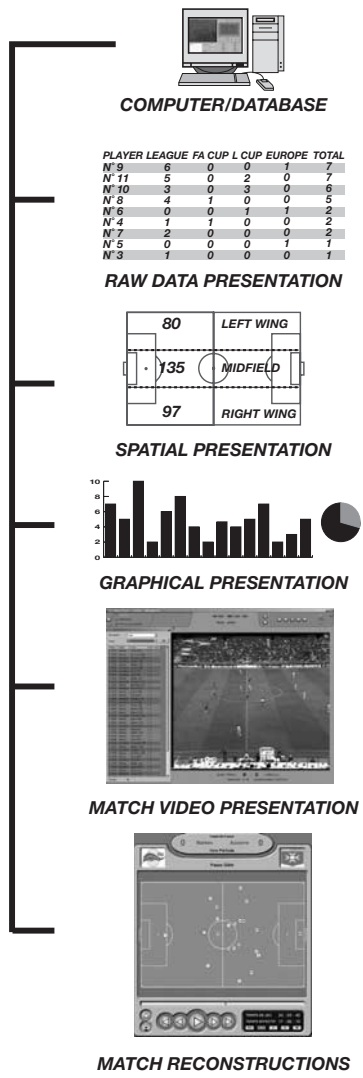 COMPUTER/DATABASE
PLAYER LEAGUE FA CUP L CUP EUROPE TOTAL
N° 9 6 0 0 1 7
N° 11 5 0 2 0 7
N° 10 3 0 3 0 6
N° 8 4 1 0 0 5
N° 6 0 0 1 1 2
N° 4 1 1 0 0 2
N° 7 2 0 0 0 2
N° 5 0 0 0 1 1
N° 3 1 0 0 0 1
RAW DATA PRESENTATION
80 LEFT WING
135 MIDFIELD
97 RIGHT WING
SPATIAL PRESENTATION
10
8
6
4
2
0
GRAPHICAL PRESENTATION
MATCH VIDEO PRESENTATION
0 0
MATCH RECONSTRUCTIONS